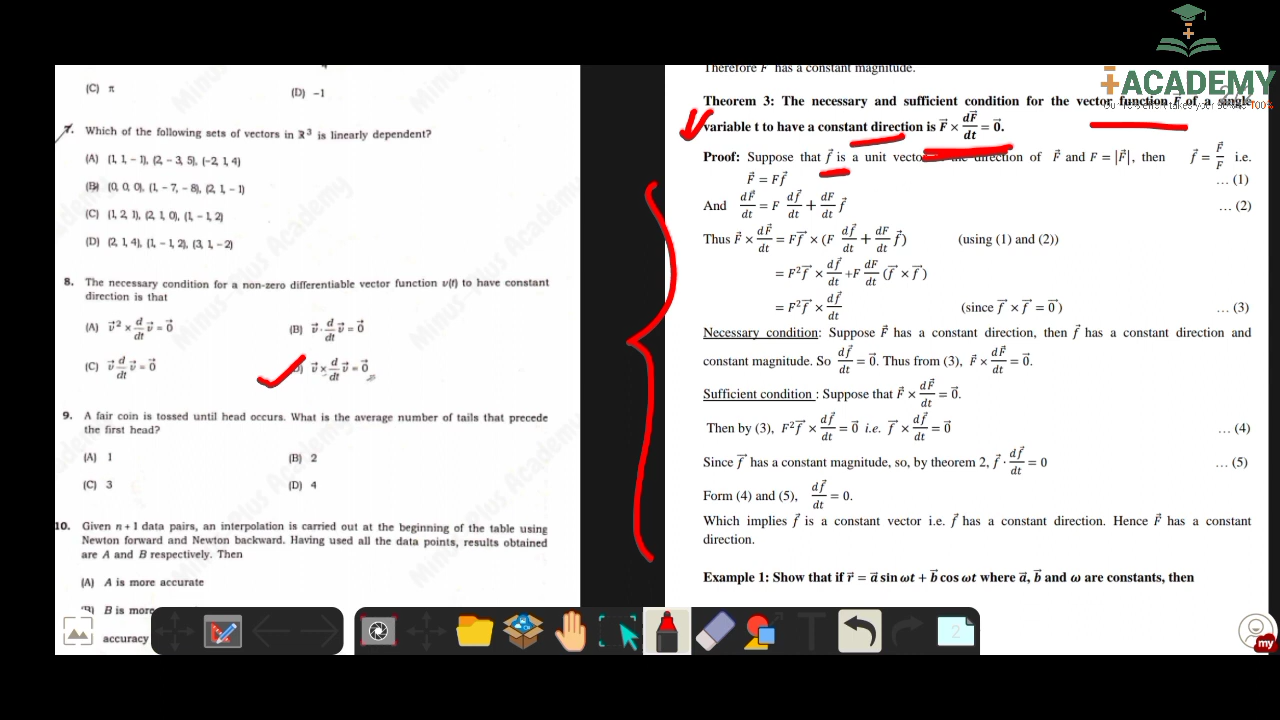 (C) π
(D) −1
7. Which of the following sets of vectors in ℝ³ is linearly dependent?
(A) (1, 1, − 1), (2, − 3, 5), (−2, 1, 4)
(B) (0, 0, 0), (1, − 7, − 8), (2, 1, − 1)
(C) (1, 2, 1), (2, 1, 0), (1, − 1, 2)
(D) (2, 1, 4), (1, − 1, 2), (3, 1, − 2)
8. The necessary condition for a non-zero differentiable vector function v(t) to have constant
direction is that
(A) v⃗² × d/dt v⃗ = 0⃗
(B) v⃗ · d/dt v⃗ = 0⃗
(C) v⃗ d/dt v⃗ = 0⃗
v⃗ × d/dt v⃗ = 0⃗
9. A fair coin is tossed until head occurs. What is the average number of tails that precede
the first head?
(A) 1
(B) 2
(C) 3
(D) 4
10. Given n + 1 data pairs, an interpolation is carried out at the beginning of the table using
Newton forward and Newton backward. Having used all the data points, results obtained
are A and B respectively. Then
(A) A is more accurate
B is more
accuracy
ACADEMY
Therefore F⃗ has a constant magnitude.
Theorem 3: The necessary and sufficient condition for the vector function F⃗ of a single
variable t to have a constant direction is F⃗ × dF⃗/dt = 0⃗.
Proof: Suppose that f⃗ is a unit vector the direction of F⃗ and F = |F⃗|, then f⃗ = F⃗/F i.e.
F⃗ = Ff⃗ … (1)
And dF⃗/dt = F df⃗/dt + dF/dt f⃗ … (2)
Thus F⃗ × dF⃗/dt = Ff⃗ × (F df⃗/dt + dF/dt f⃗) (using (1) and (2))
= F²f⃗ × df⃗/dt +F dF/dt (f⃗ × f⃗)
= F²f⃗ × df⃗/dt (since f⃗ × f⃗ = 0⃗ ) … (3)
Necessary condition: Suppose F⃗ has a constant direction, then f⃗ has a constant direction and
constant magnitude. So df⃗/dt = 0⃗. Thus from (3), F⃗ × dF⃗/dt = 0⃗.
Sufficient condition : Suppose that F⃗ × dF⃗/dt = 0⃗.
Then by (3), F²f⃗ × df⃗/dt = 0⃗ i.e. f⃗ × df⃗/dt = 0⃗ … (4)
Since f⃗ has a constant magnitude, so, by theorem 2, f⃗ · df⃗/dt = 0 … (5)
Form (4) and (5), df⃗/dt = 0.
Which implies f⃗ is a constant vector i.e. f⃗ has a constant direction. Hence F⃗ has a constant
direction.
Example 1: Show that if r⃗ = a⃗ sin ωt + b⃗ cos ωt where a⃗, b⃗ and ω are constants, then
2
my